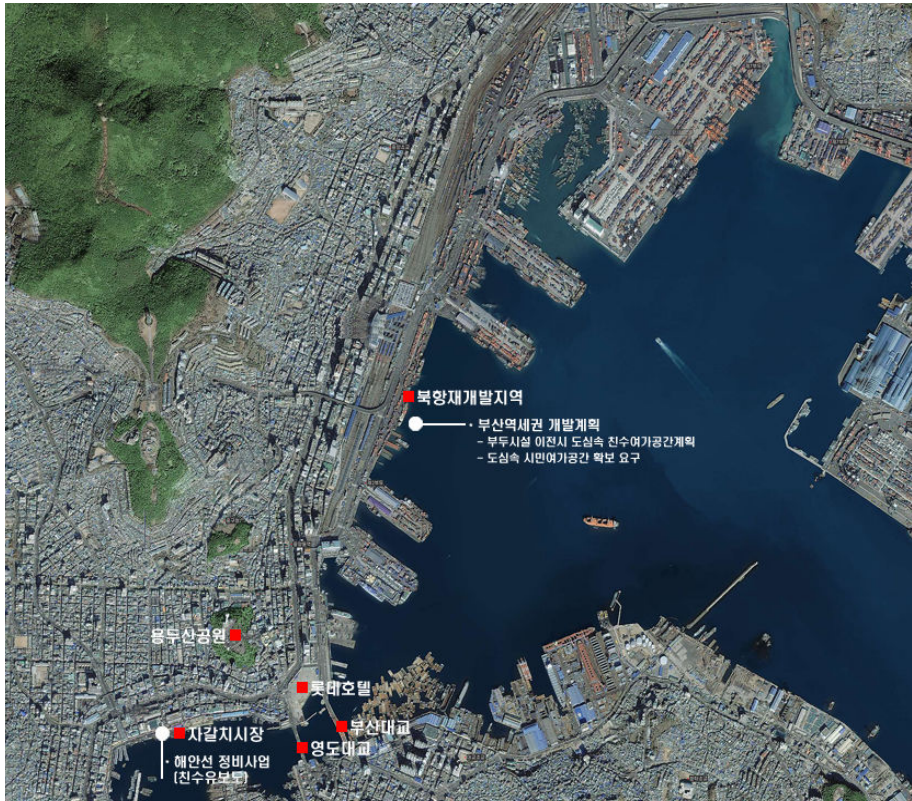 북항재개발지역
· 부산역세권 개발계획
- 부두시설 이전시 도심속 친수여가공간계획
- 도심속 시민여가공간 확보 요구
용두산공원
롯데호텔
부산대교
자갈치시장
영도대교
· 해안선 정비사업
(친수유보도)